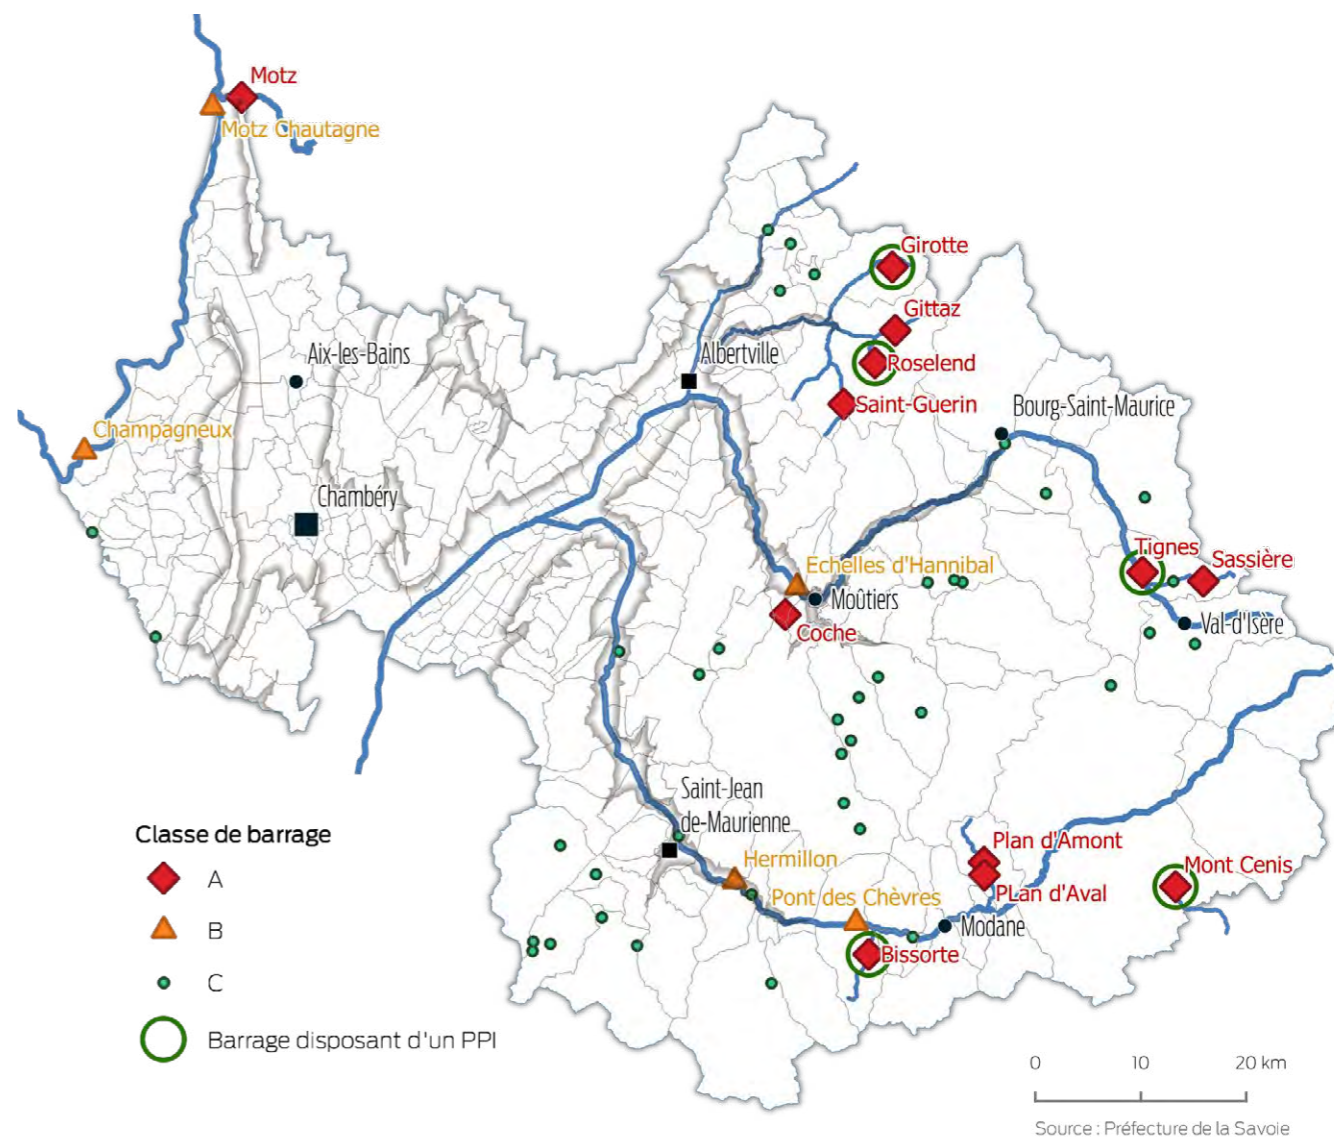 Motz
Motz Chautagne
Girotte
Gittaz
Albertville
Roselend
Aix-les-Bains
Saint-Guerin
Bourg-Saint-Maurice
Champagneux
Chambéry
Tignes
Sassière
Echelles d'Hannibal
Moûtiers
Val-d'Isère
Coche
Saint-Jean
de-Maurienne
Plan d'Amont
Hermillon
Mont Cenis
PLan d'Aval
Pont des Chèvres
Modane
Bissorte
Classe de barrage
A
B
C
Barrage disposant d'un PPI
0 10 20 km
Source : Préfecture de la Savoie